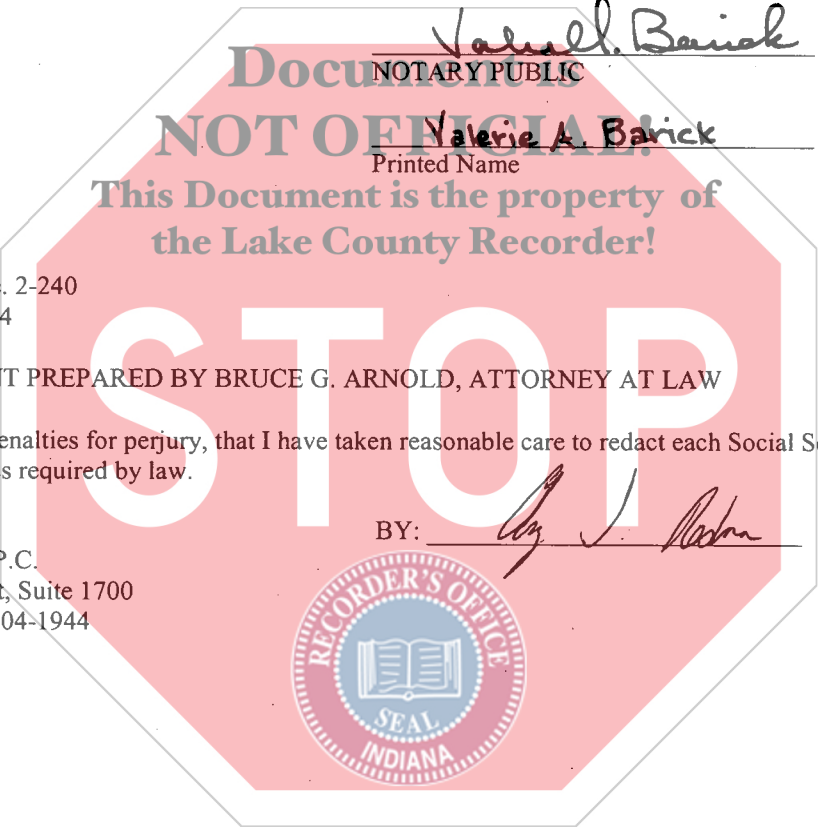 Document is
NOTARY PUBLIC
NOT OFFICIAL!
Valerie A. Barick
Printed Name
This Document is the property of
the Lake County Recorder!
. 2-240
4
STOP
T PREPARED BY BRUCE G. ARNOLD, ATTORNEY AT LAW
enalties for perjury, that I have taken reasonable care to redact each Social S
s required by law.
BY:
P.C.
t, Suite 1700
04-1944
RECORDER'S OFFICE
SEAL
INDIANA